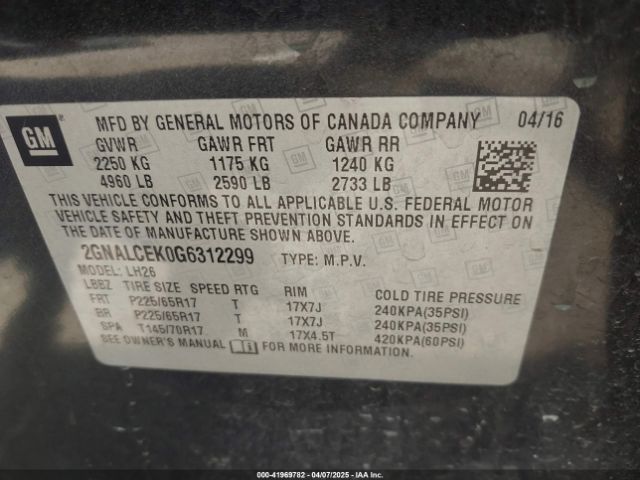 GM
MFD BY GENERAL MOTORS OF CANADA COMPANY 04/16
GVWR GAWR FRT GAWR RR
2250 KG 1175 KG 1240 KG
4960 LB 2590 LB 2733 LB
THIS VEHICLE CONFORMS TO ALL APPLICABLE U.S. FEDERAL MOTOR
VEHICLE SAFETY AND THEFT PREVENTION STANDARDS IN EFFECT ON
THE DATE OF MANUFACTURE SHOWN ABOVE.
2GNALCEK0G6312299 TYPE: M.P.V.
MODEL: LH26
LBBZ TIRE SIZE SPEED RTG RIM COLD TIRE PRESSURE
FRT P225/65R17 T 17X7J 240KPA(35PSI)
RR P225/65R17 T 17X7J 240KPA(35PSI)
SPA T145/70R17 M 17X4.5T 420KPA(60PSI)
SEE OWNER'S MANUAL FOR MORE INFORMATION.
000-41969782 - 04/07/2025 - IAAI.COM